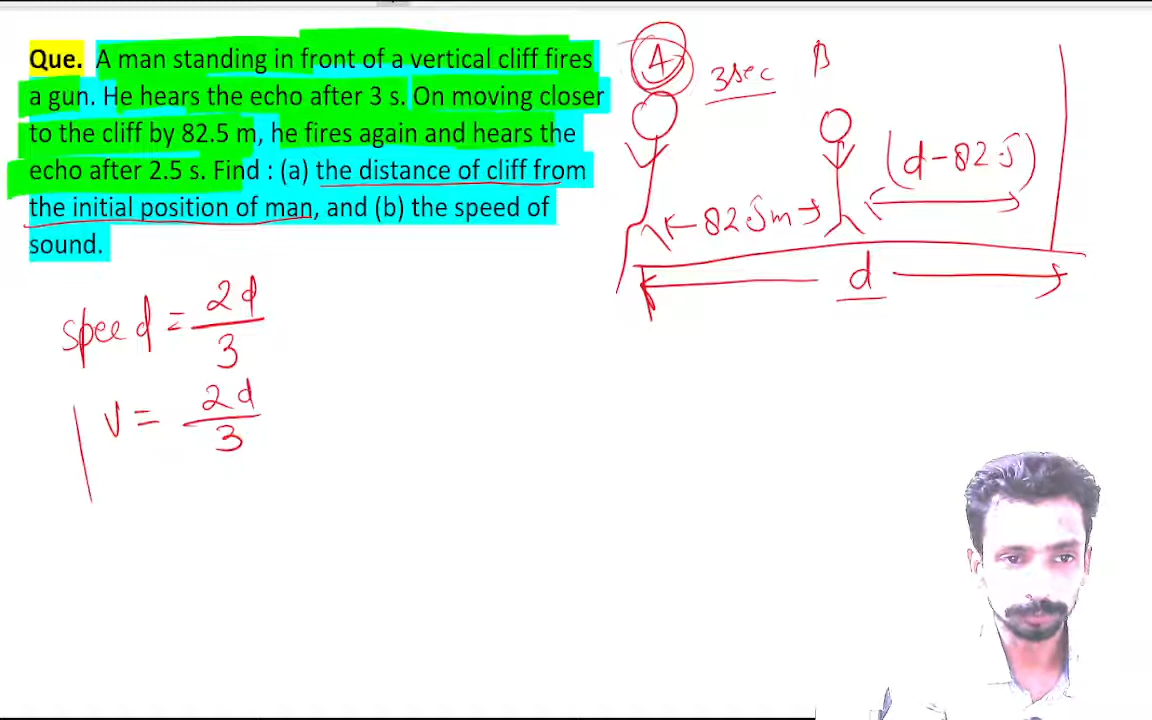 Que. A man standing in front of a vertical cliff fires
a gun. He hears the echo after 3 s. On moving closer
to the cliff by 82.5 m, he fires again and hears the
echo after 2.5 s. Find : (a) the distance of cliff from
the initial position of man, and (b) the speed of
sound.
A
3sec
B
(d-82.5)
82.5m
d
speed = 2d/3
V = 2d/3